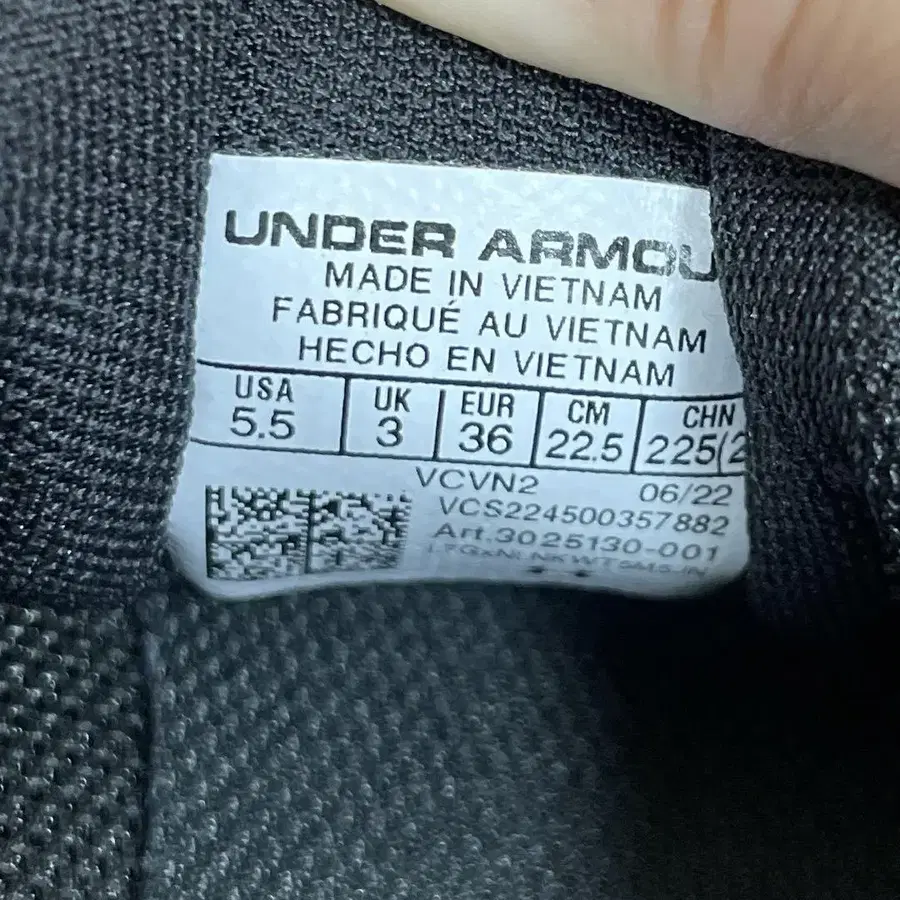 UNDER ARMOU
MADE IN VIETNAM
FABRIQUÉ AU VIETNAM
HECHO EN VIETNAM
USA UK EUR CM CHN
5.5 3 36 22.5 225(2
VCVN2 06/22
VCS224500357882
Art.3025130-001